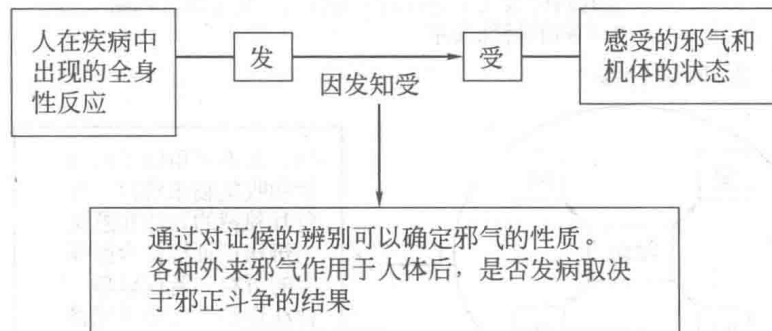 人在疾病中
出现的全身
性反应
发
因发知受
受
感受的邪气和
机体的状态
通过对证候的辨别可以确定邪气的性质。
各种外来邪气作用于人体后，是否发病取决
于邪正斗争的结果